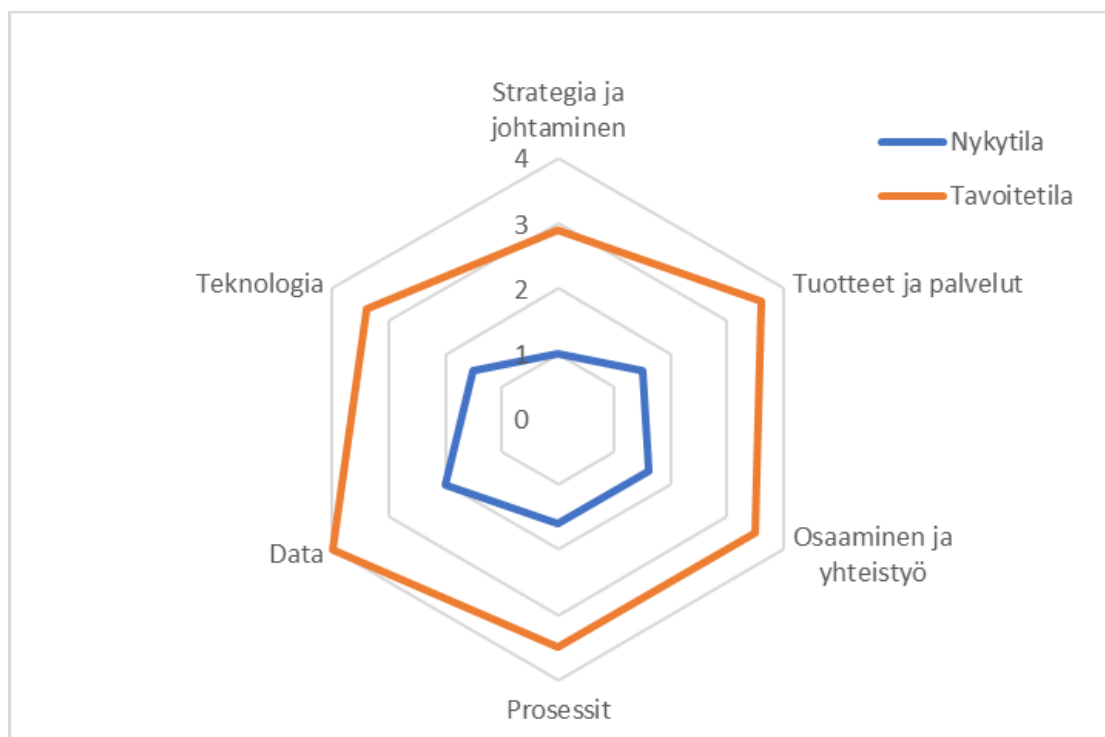 Strategia ja
johtaminen
4
3
2
1
0
Nykytila
Tavoitetila
Tuotteet ja palvelut
Osaaminen ja
yhteistyö
Prosessit
Data
Teknologia